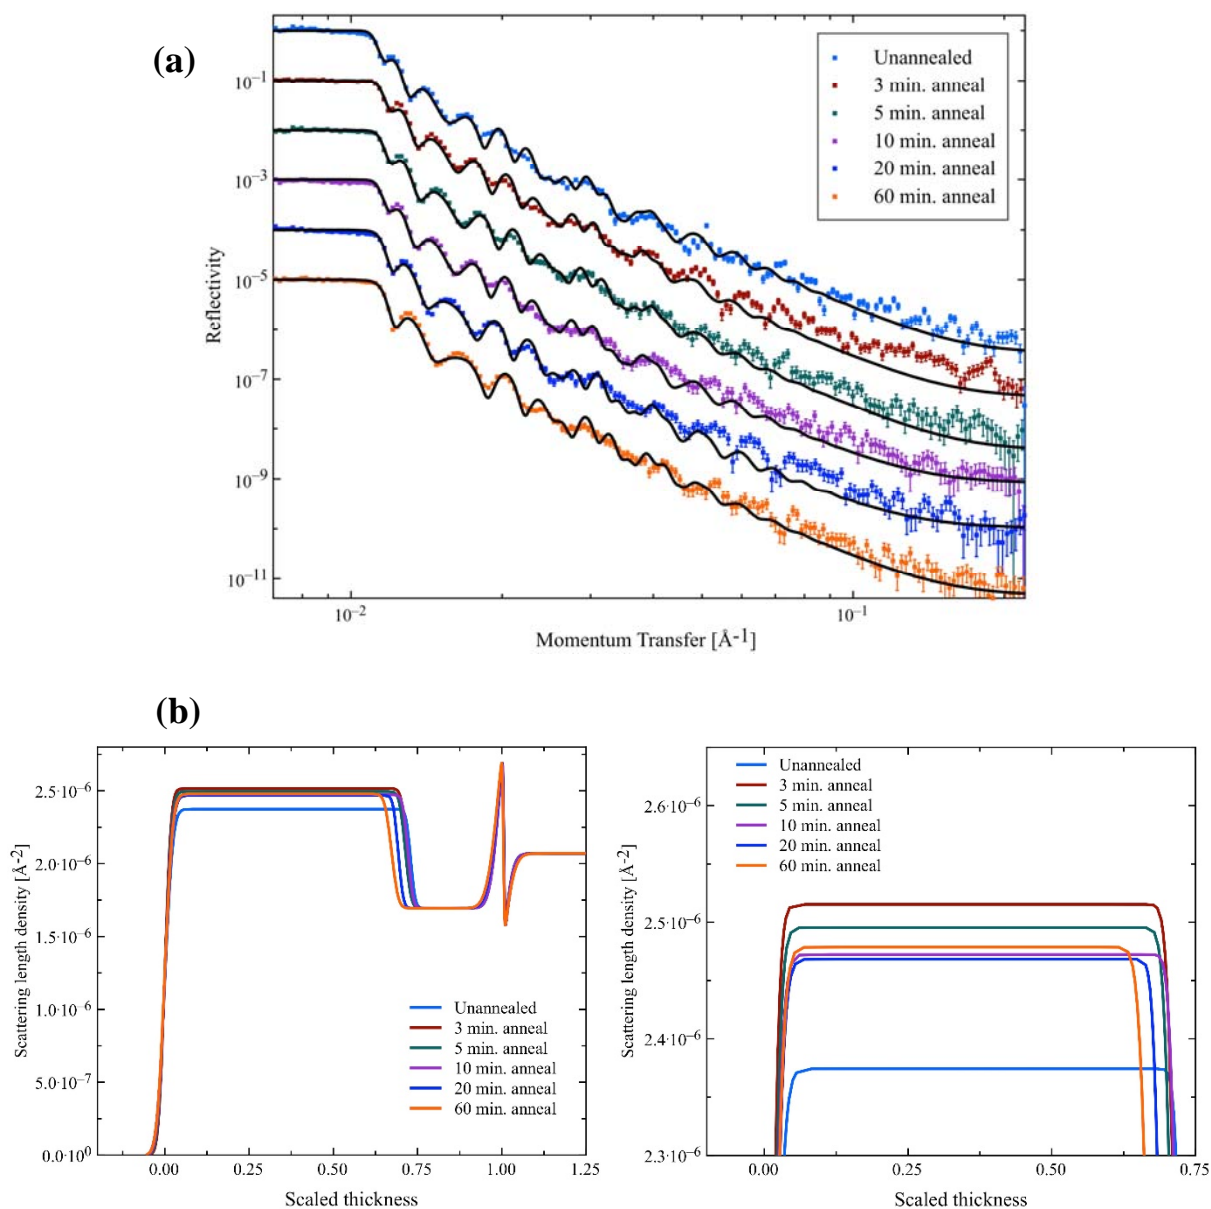 (a)
Unannealed
3 min. anneal
5 min. anneal
10 min. anneal
20 min. anneal
60 min. anneal
10⁻¹
10⁻³
10⁻⁵
10⁻⁷
10⁻⁹
10⁻¹¹
Reflectivity
10⁻² 10⁻¹
Momentum Transfer [Å⁻¹]
(b)
2.5·10⁻⁶
2.0·10⁻⁶
1.5·10⁻⁶
1.0·10⁻⁶
5.0·10⁻⁷
0.0·10⁰
Scattering length density [Å⁻²]
Unannealed
3 min. anneal
5 min. anneal
10 min. anneal
20 min. anneal
60 min. anneal
0.00 0.25 0.50 0.75 1.00 1.25
Scaled thickness
Unannealed
3 min. anneal
5 min. anneal
10 min. anneal
20 min. anneal
60 min. anneal
2.6·10⁻⁶
2.5·10⁻⁶
2.4·10⁻⁶
2.3·10⁻⁶
Scattering length density [Å⁻²]
0.00 0.25 0.50 0.75
Scaled thickness